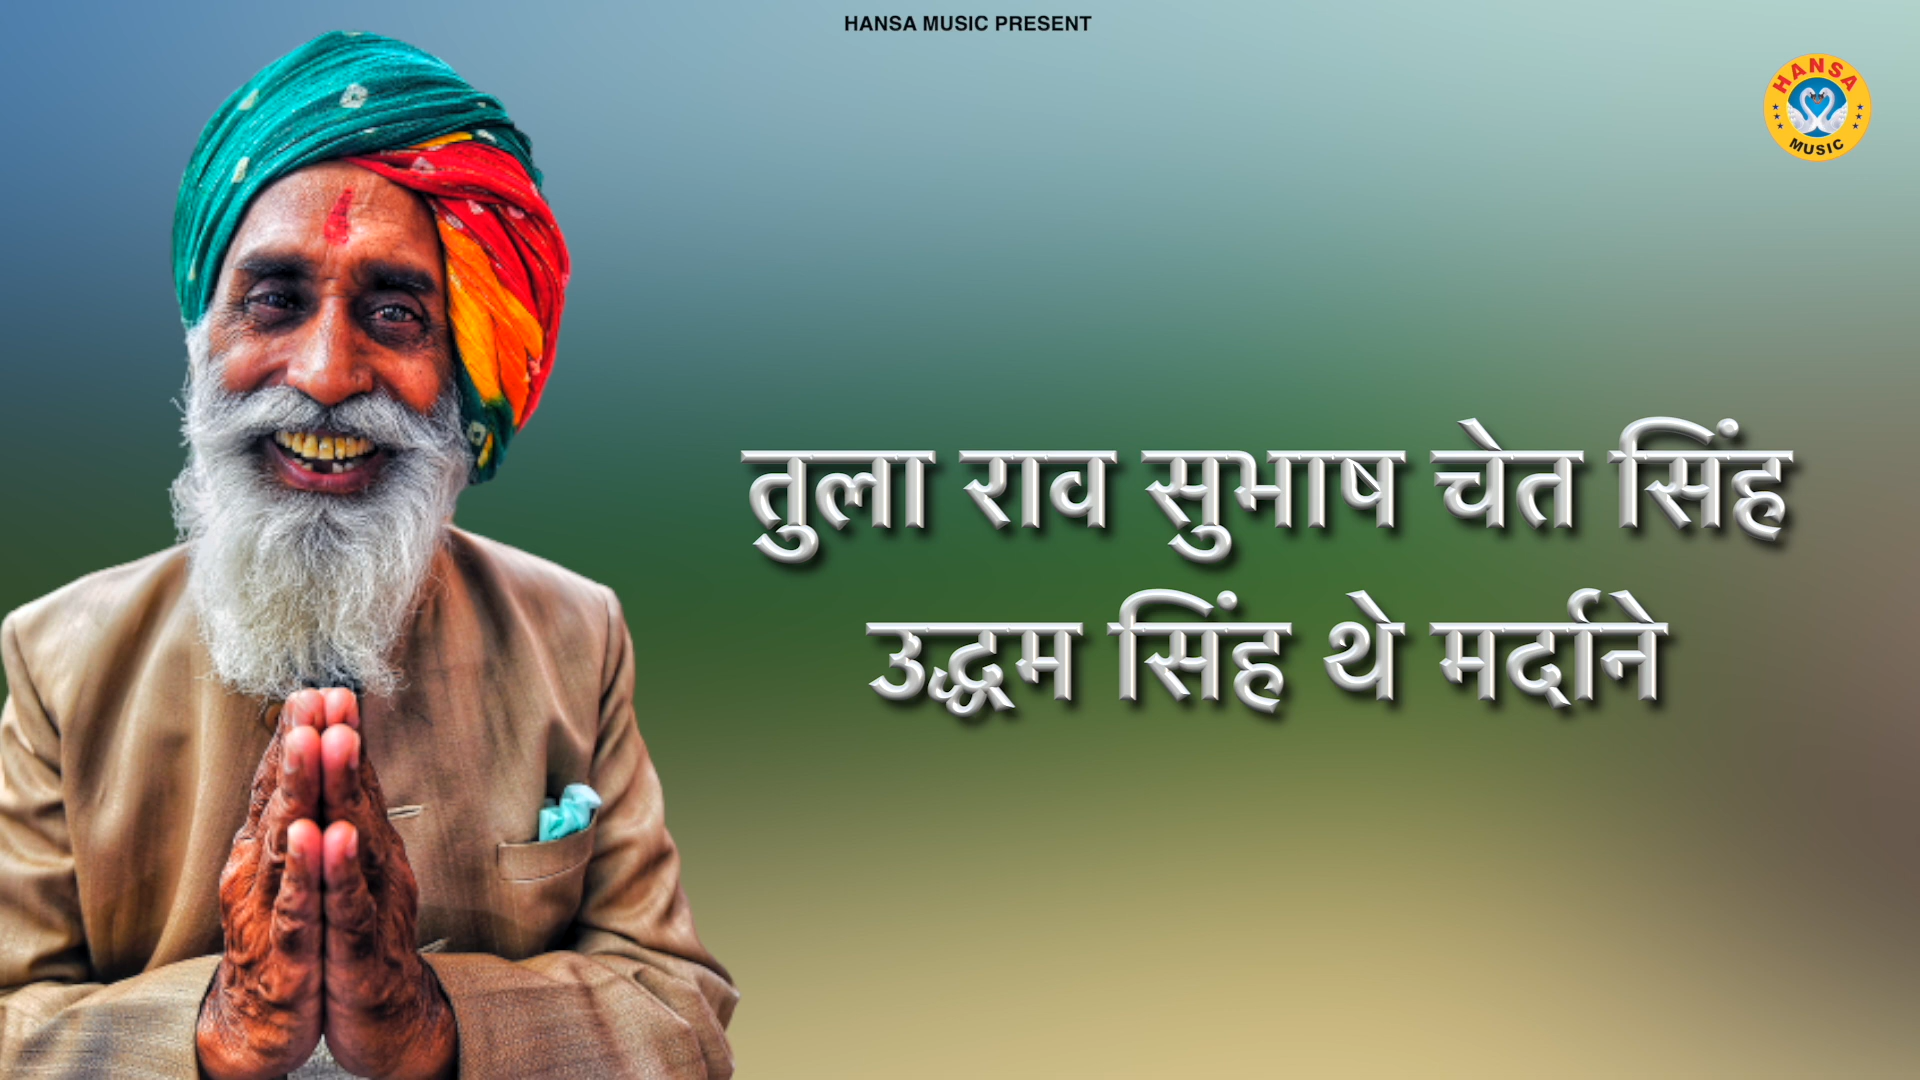 HANSA MUSIC PRESENT
HANSA
MUSIC
तुला राव सुभाष चेत सिंह
उद्धम सिंह थे मर्दाने